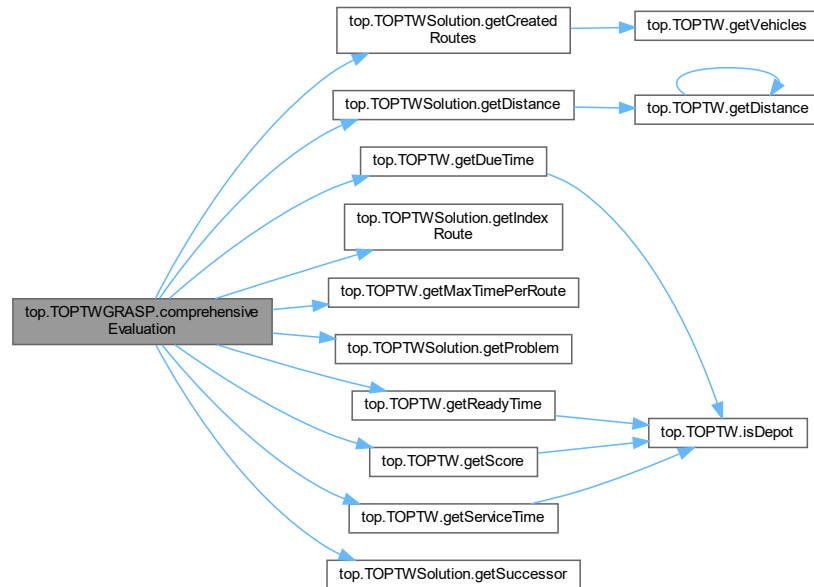 top.TOPTWSolution.getCreated
Routes
top.TOPTW.getVehicles
top.TOPTWSolution.getDistance
top.TOPTW.getDistance
top.TOPTW.getDueTime
top.TOPTWSolution.getIndex
Route
top.TOPTW.getMaxTimePerRoute
top.TOPTWGRASP.comprehensive
Evaluation
top.TOPTWSolution.getProblem
top.TOPTW.getReadyTime
top.TOPTW.isDepot
top.TOPTW.getScore
top.TOPTW.getServiceTime
top.TOPTWSolution.getSuccessor